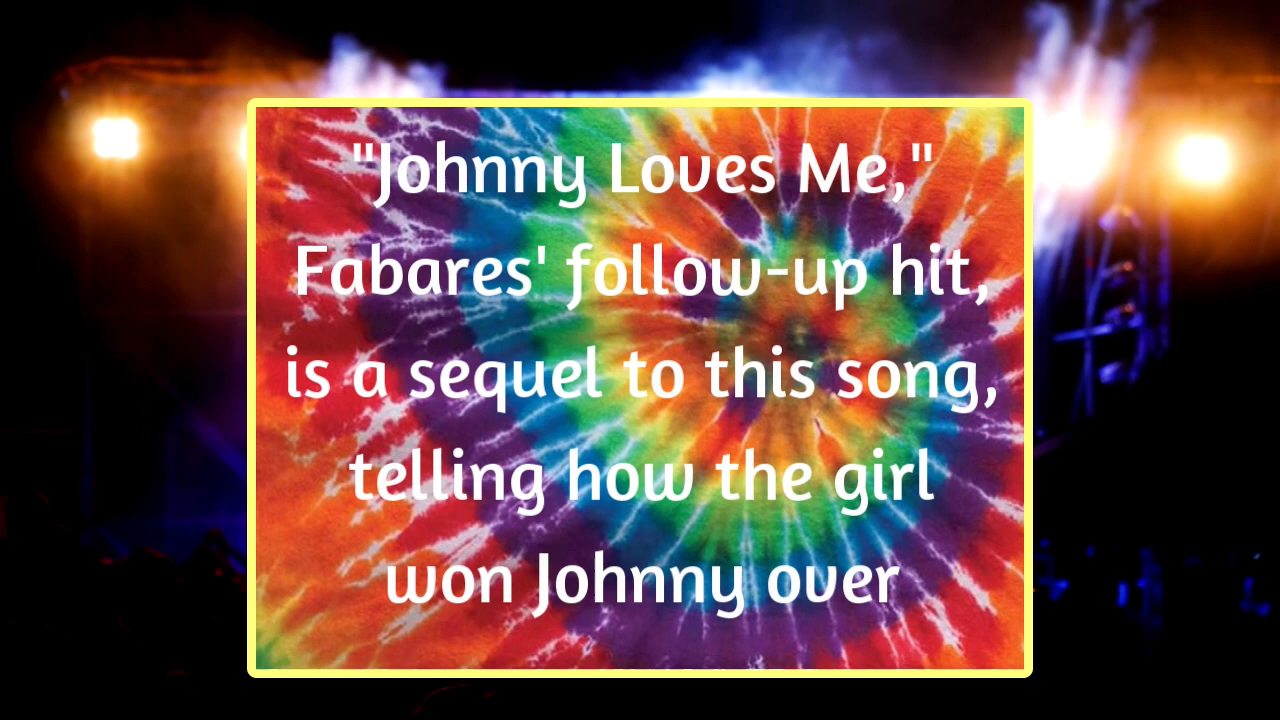 "Johnny Loves Me,"
Fabares' follow-up hit,
is a sequel to this song,
telling how the girl
won Johnny over